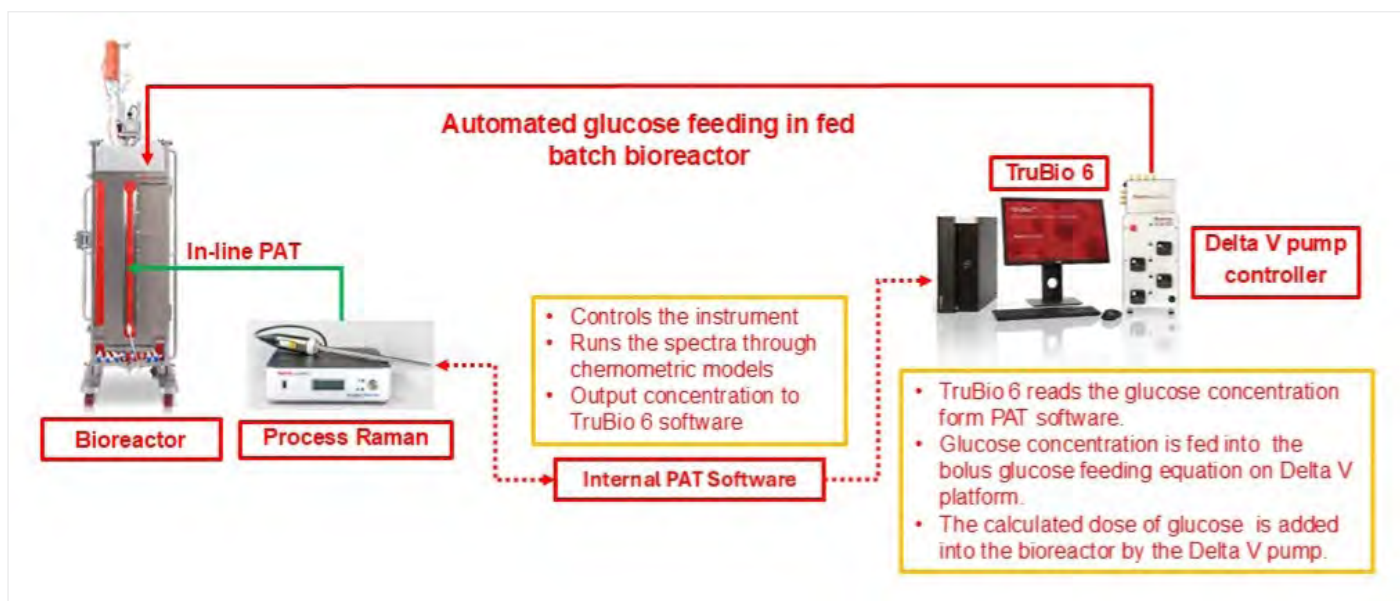 Automated glucose feeding in fed
batch bioreactor
TruBio 6
Delta V pump
controller
In-line PAT
• Controls the instrument
• Runs the spectra through
chemometric models
• Output concentration to
TruBio 6 software
Bioreactor
Process Raman
Internal PAT Software
• TruBio 6 reads the glucose concentration
form PAT software.
• Glucose concentration is fed into the
bolus glucose feeding equation on Delta V
platform.
• The calculated dose of glucose is added
into the bioreactor by the Delta V pump.